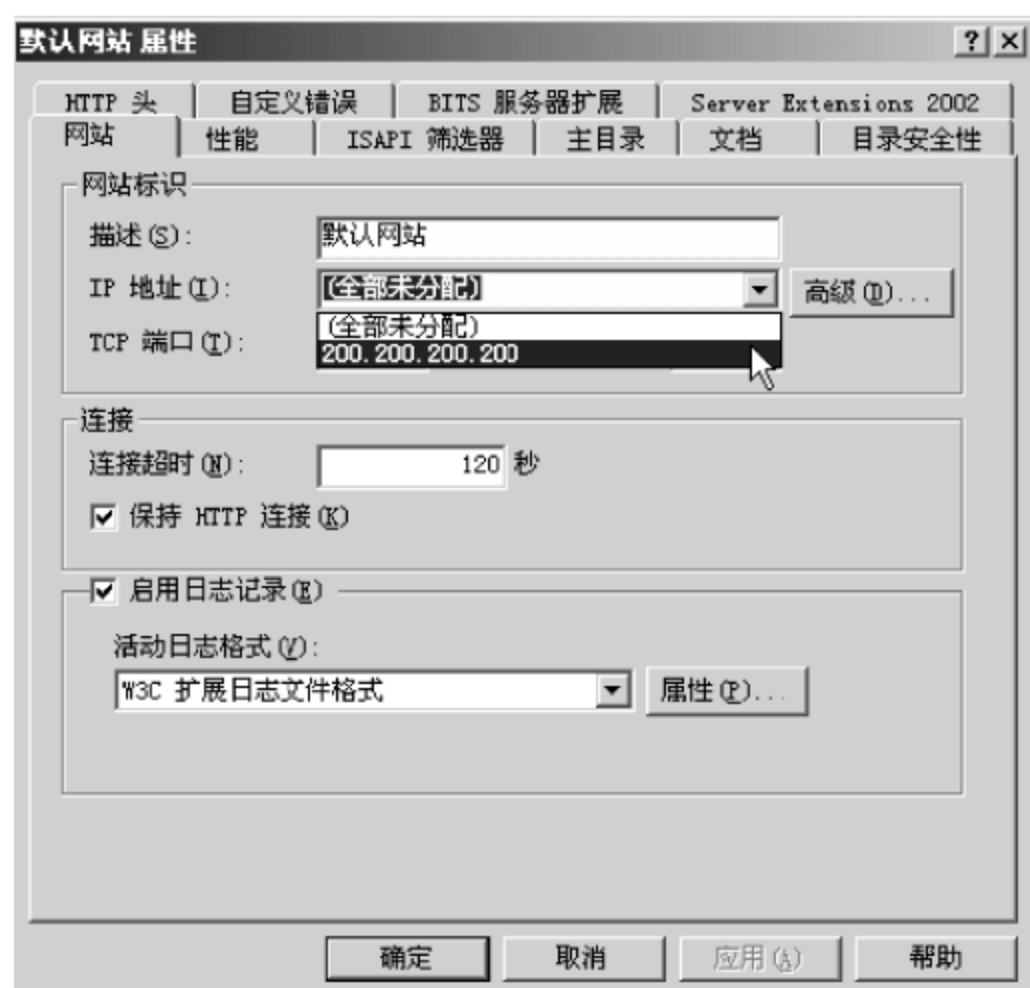 默认网站 属性
HTTP 头 自定义错误 BITS 服务器扩展 Server Extensions 2002
网站 性能 ISAPI 筛选器 主目录 文档 目录安全性
网站标识
描述(S): 默认网站
IP 地址(I): (全部未分配) 高级(D)...
(全部未分配)
TCP 端口(T): 200.200.200.200
连接
连接超时(N): 120 秒
保持 HTTP 连接(K)
启用日志记录(E)
活动日志格式(V):
W3C 扩展日志文件格式 属性(P)...
确定 取消 应用(A) 帮助